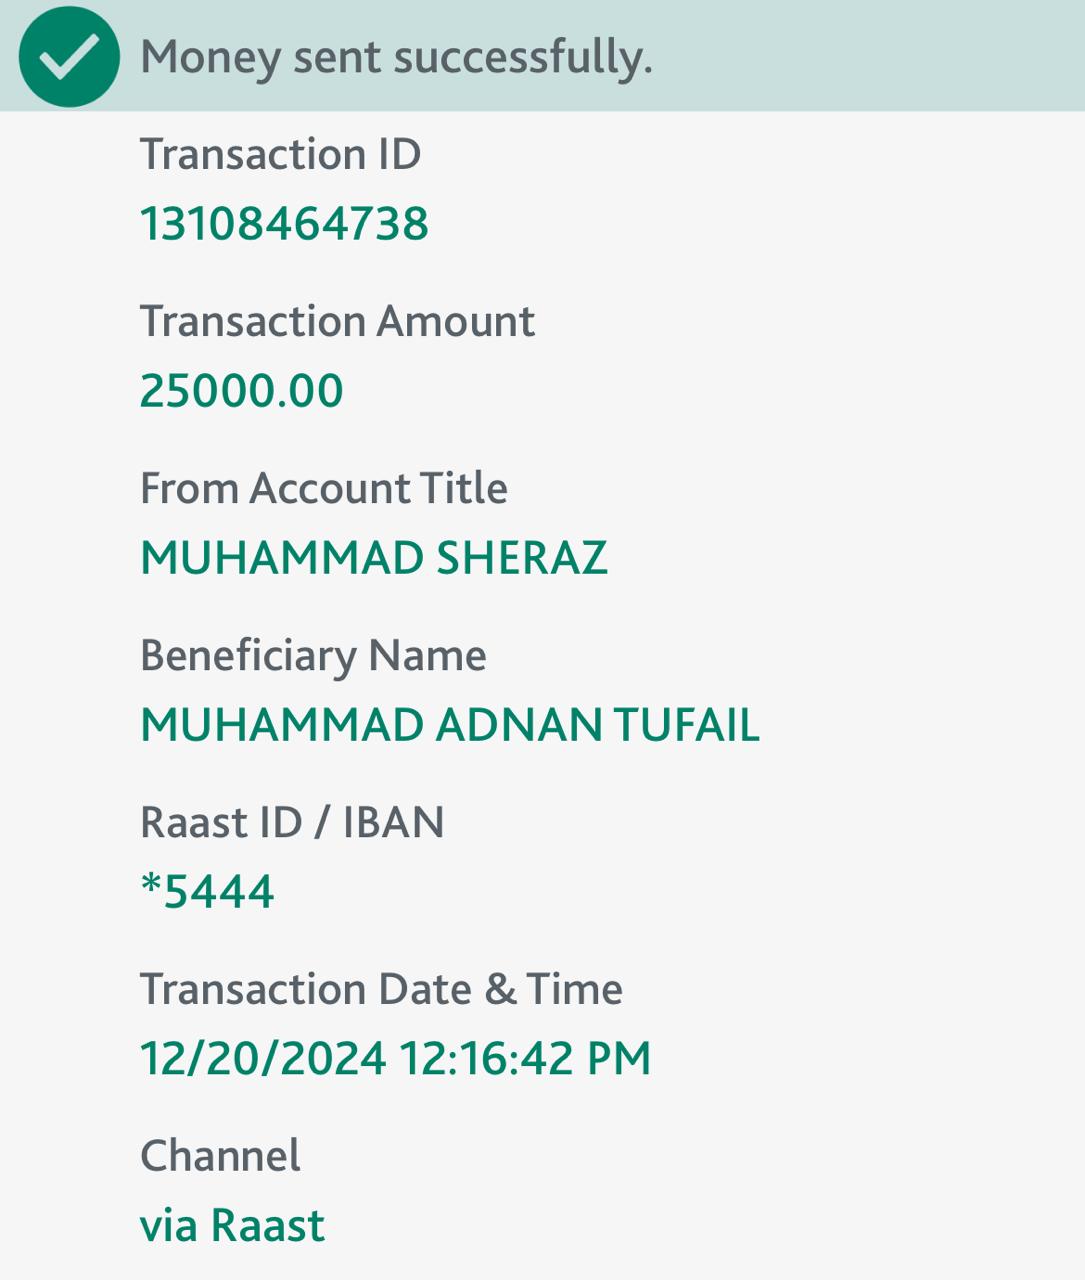 Money sent successfully.
Transaction ID
13108464738
Transaction Amount
25000.00
From Account Title
MUHAMMAD SHERAZ
Beneficiary Name
MUHAMMAD ADNAN TUFAIL
Raast ID / IBAN
*5444
Transaction Date & Time
12/20/2024 12:16:42 PM
Channel
via Raast